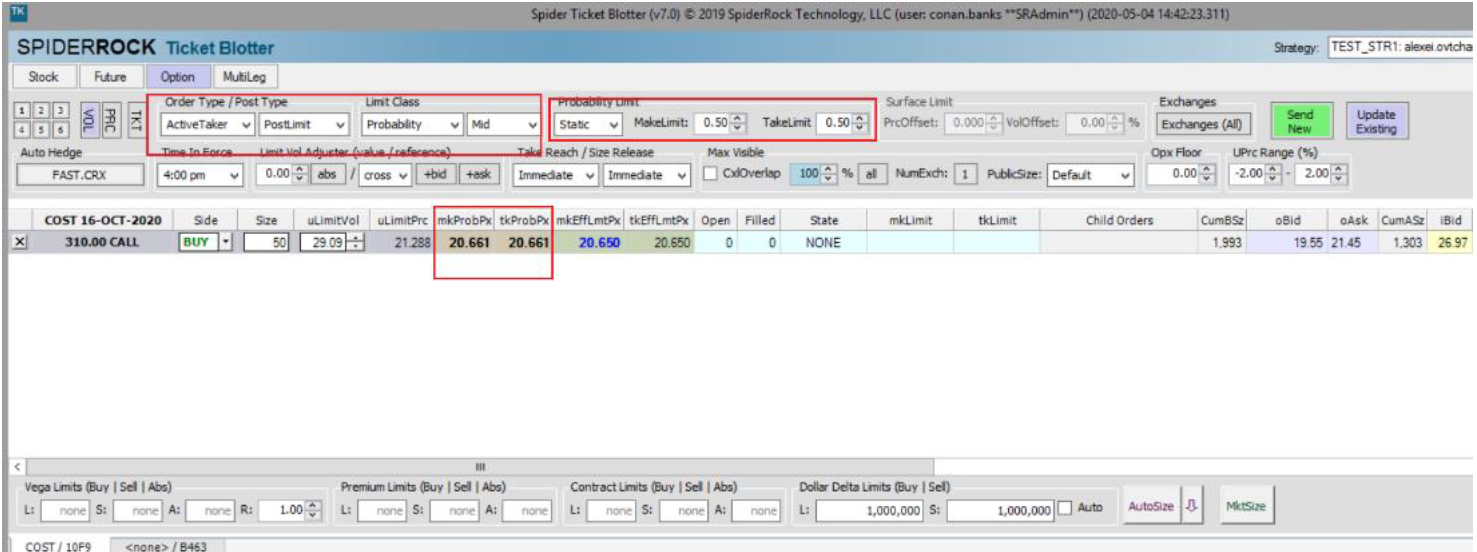 TK Spider Ticket Blotter (v7.0) © 2019 SpiderRock Technology, LLC (user: conan.banks **SRAdmin**) (2020-05-04 14:42:23.311)
SPIDERROCK Ticket Blotter Strategy: TEST_STR1: alexei.ovtcha
Stock Future Option MultiLeg
Order Type / Post Type Limit Class Probability Limit Surface Limit Exchanges
1 2 3 VOL PRC TKT ActiveTaker PostLimit Probability Mid Static MakeLimit: 0.50 TakeLimit 0.50 PrcOffset: 0.000 VolOffset: 0.00 % Exchanges (All) Send New Update Existing
4 5 6
Auto Hedge Time In Force Limit Vol Adjuster (value / reference) Take Reach / Size Release Max Visible Opx Floor UPrc Range (%)
FAST.CRX 4:00 pm 0.00 abs / cross +bid +ask Immediate Immediate CxlOverlap 100 % all NumExch: 1 PublicSize: Default 0.00 -2.00 - 2.00
COST 16-OCT-2020 Side Size uLimitVol uLimitPrc mkProbPx tkProbPx mkEffLmtPx tkEffLmtPx Open Filled State mkLimit tkLimit Child Orders CumBSz oBid oAsk CumASz iBid
X 310.00 CALL BUY 50 29.09 21.288 20.661 20.661 20.650 20.650 0 0 NONE 1,993 19.55 21.45 1,303 26.97
Vega Limits (Buy | Sell | Abs) Premium Limits (Buy | Sell | Abs) Contract Limits (Buy | Sell | Abs) Dollar Delta Limits (Buy | Sell)
L: none S: none A: none R: 1.00 L: none S: none A: none L: none S: none A: none L: 1,000,000 S: 1,000,000 Auto AutoSize MktSize
COST / 10F9 <none> / B463